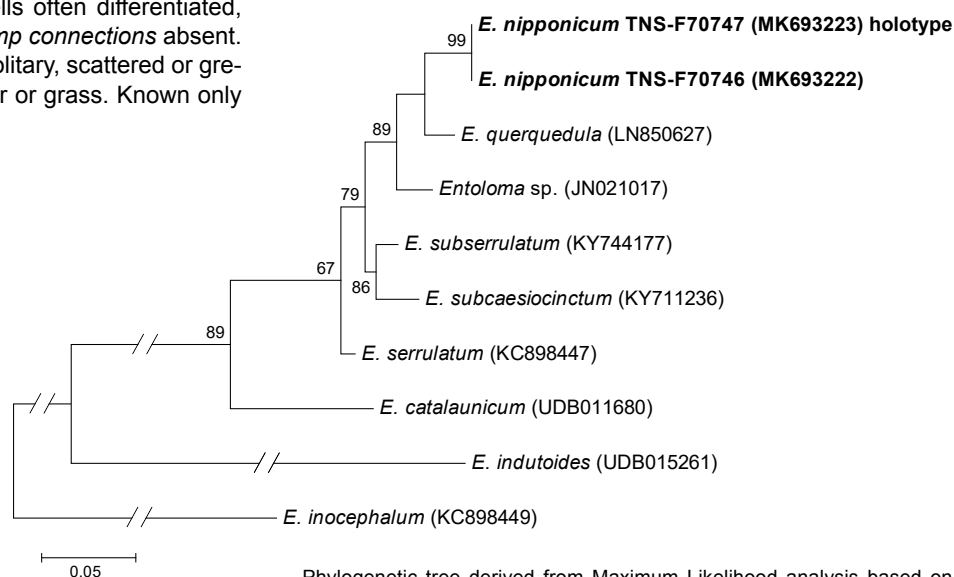 ells often differentiated,
mp connections absent.
olitary, scattered or gre-
r or grass. Known only
99
E. nipponicum TNS-F70747 (MK693223) holotype
E. nipponicum TNS-F70746 (MK693222)
89
E. querquedula (LN850627)
Entoloma sp. (JN021017)
79
E. subserrulatum (KY744177)
67
86
E. subcaesiocinctum (KY711236)
89
E. serrulatum (KC898447)
E. catalaunicum (UDB011680)
E. indutoides (UDB015261)
E. inocephalum (KC898449)
0.05
Phylogenetic tree derived from Maximum Likelihood analysis based on